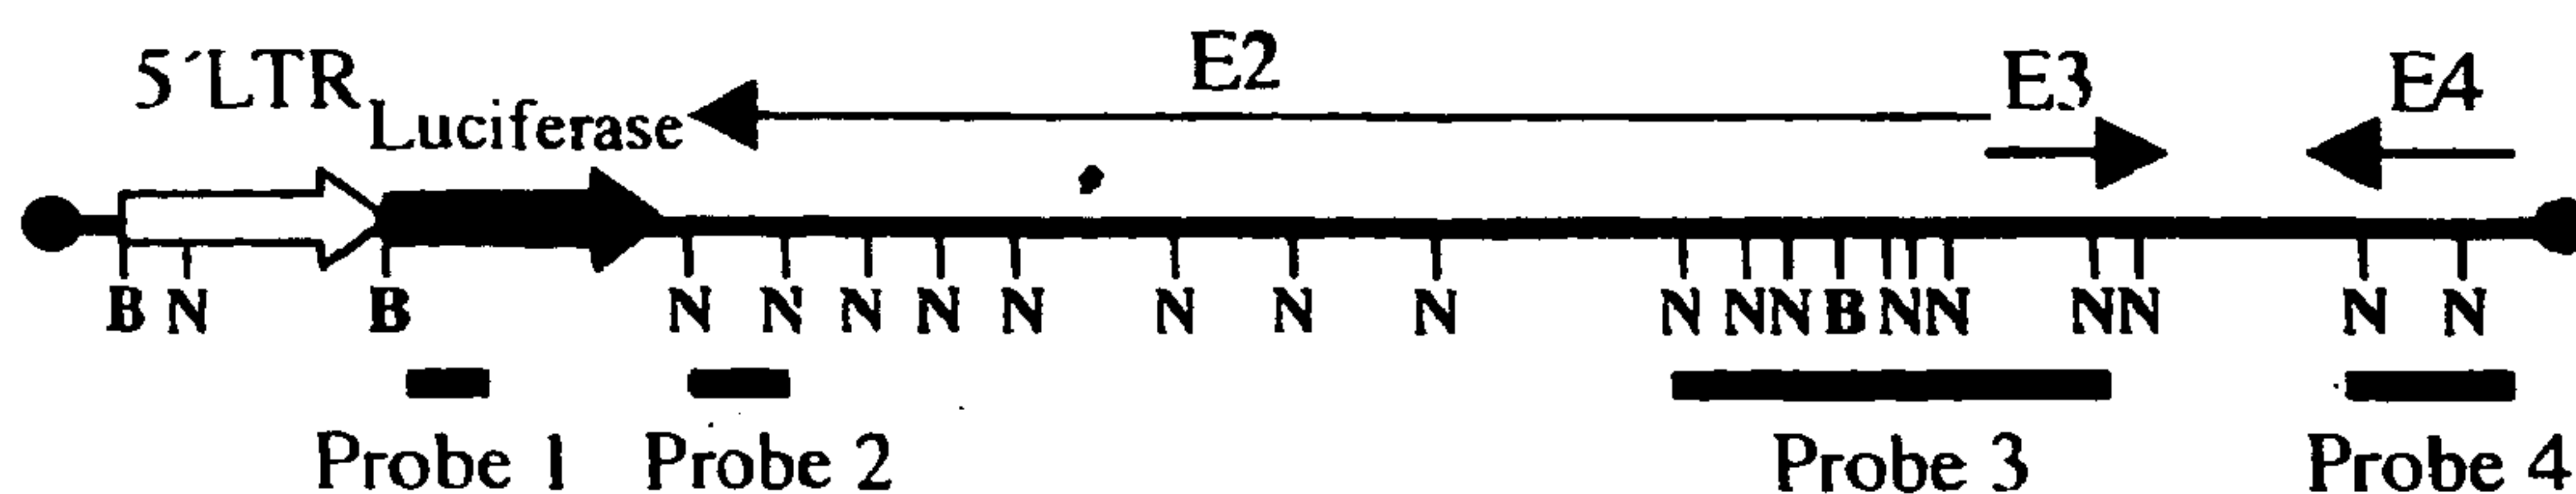 5´LTR Luciferase E2 E3 E4
B N B N N N N N N N N N N N B N N N N N N
Probe 1 Probe 2 Probe 3 Probe 4